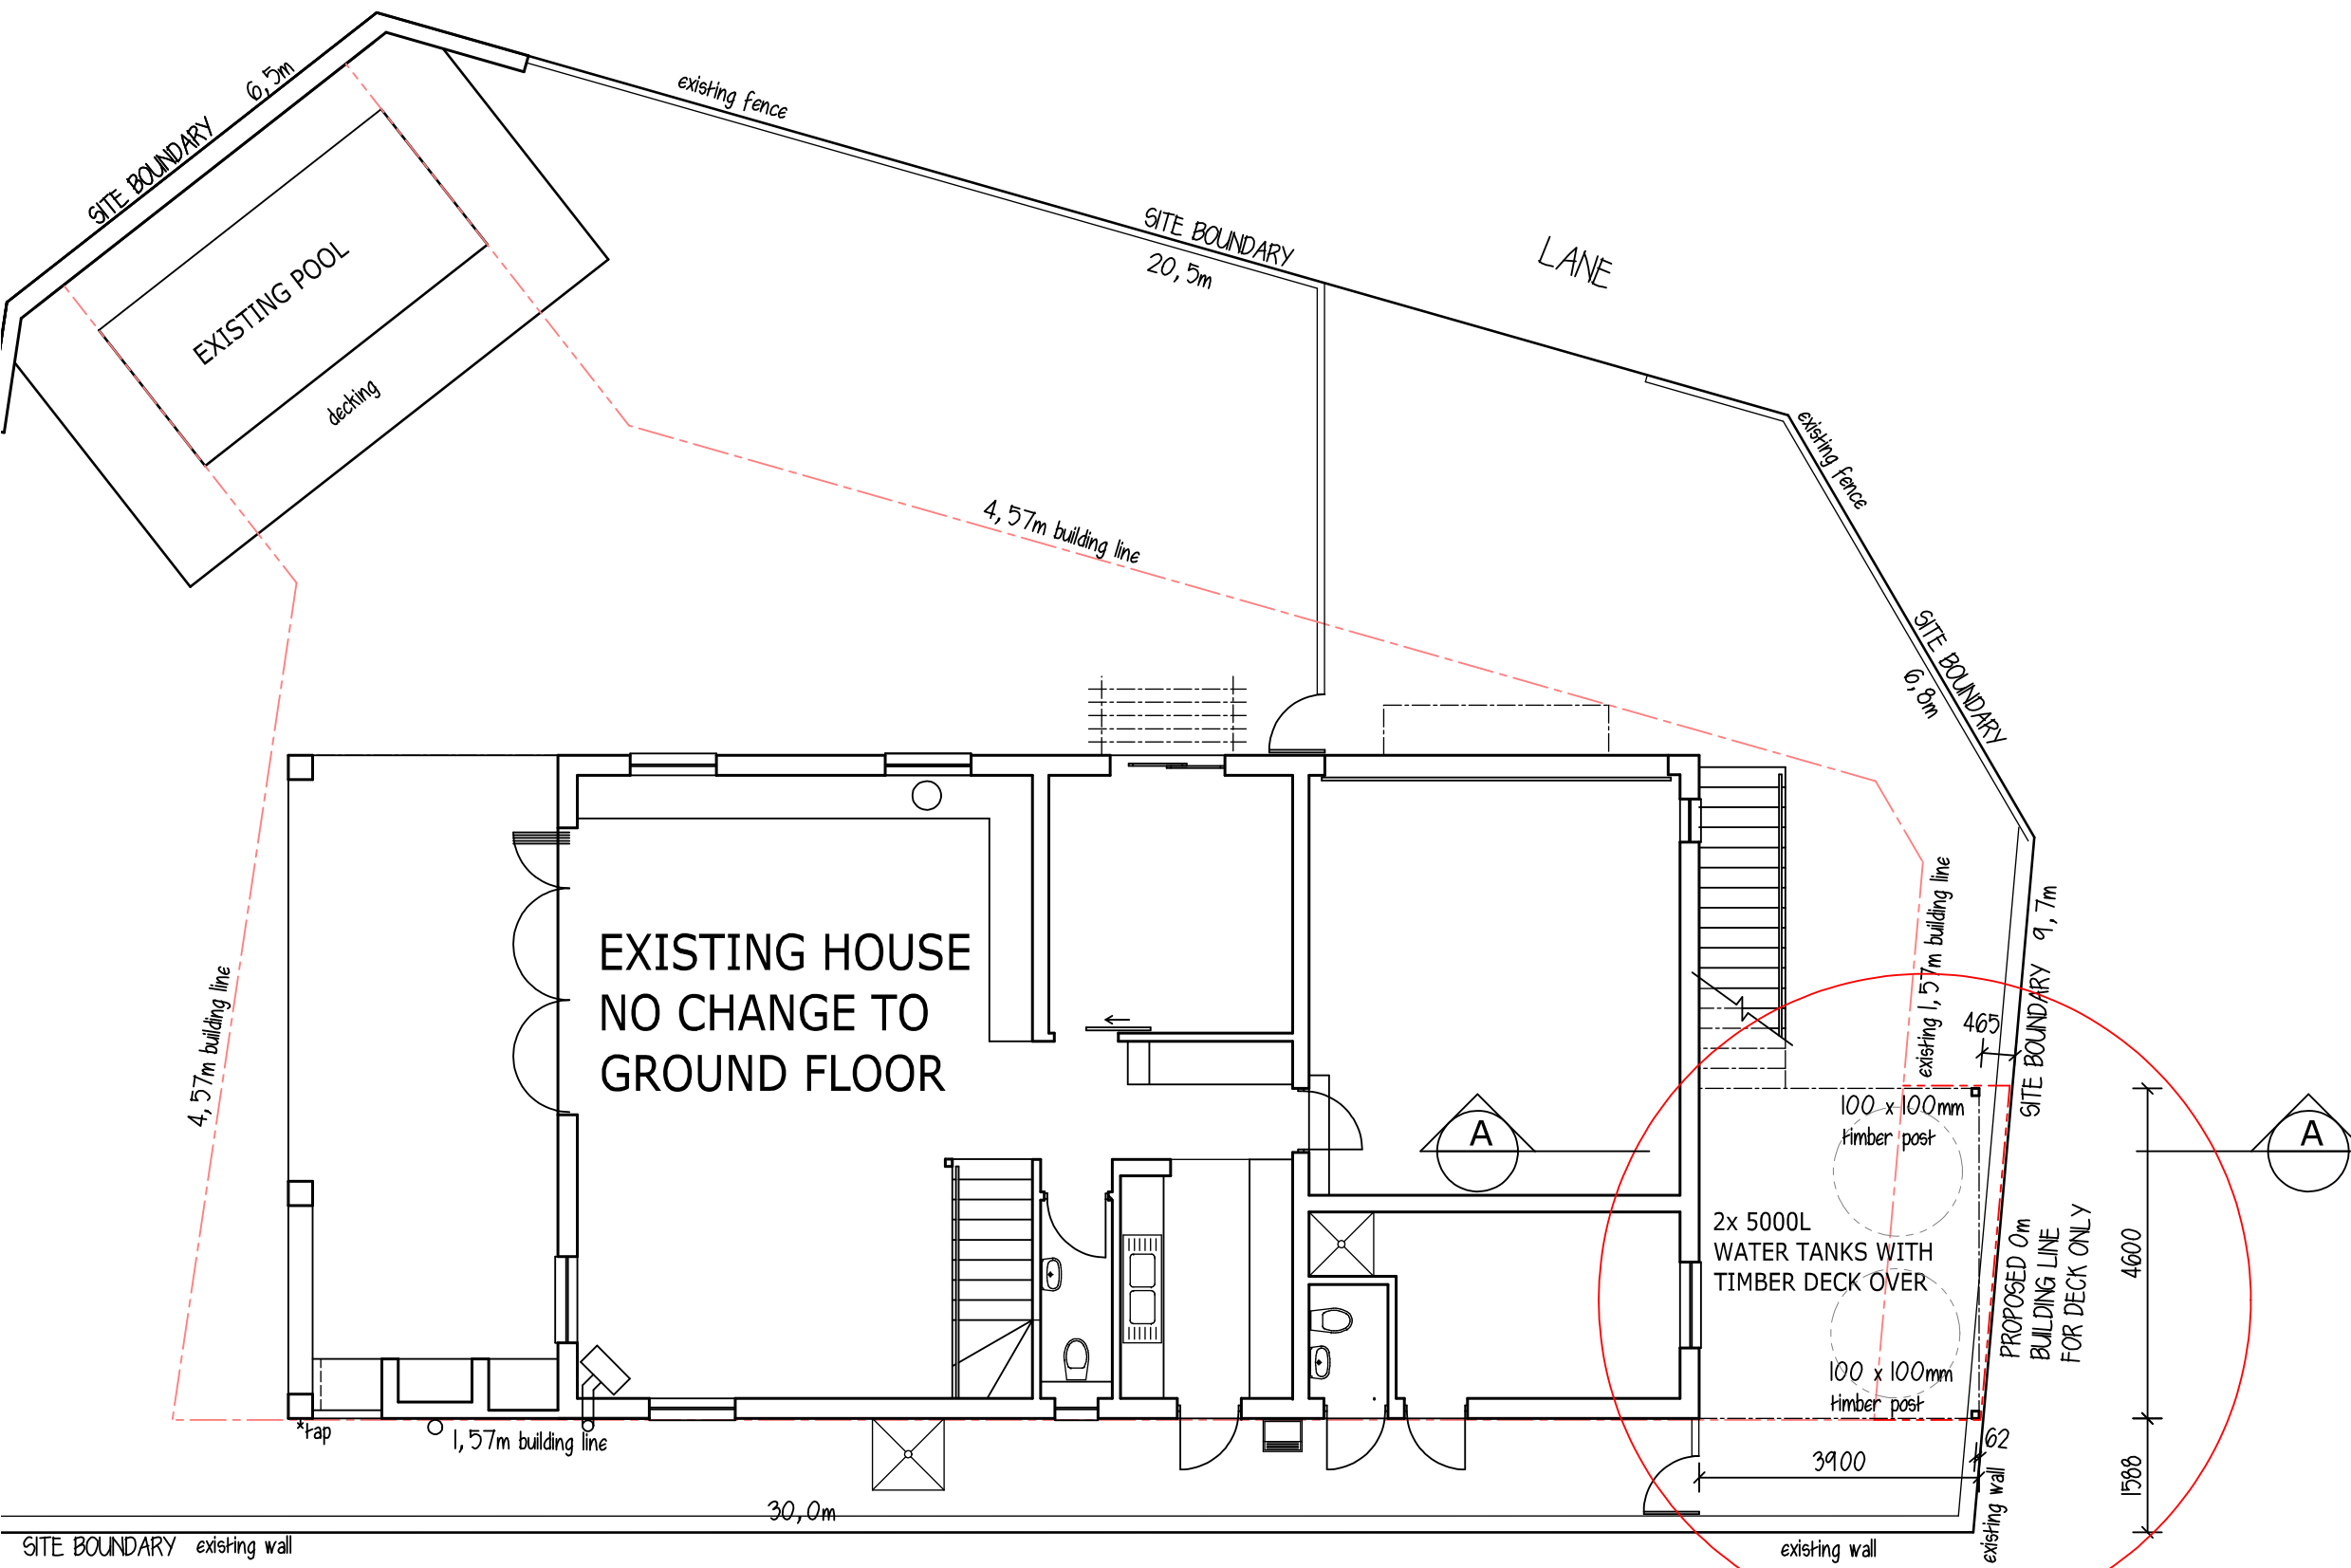 6,5m
SITE BOUNDARY
existing fence
SITE BOUNDARY
20,5m
LANE
EXISTING POOL
decking
existing fence
4,57m building line
SITE BOUNDARY
6,8m
existing 1,57m building line
SITE BOUNDARY 9,7m
EXISTING HOUSE
NO CHANGE TO
GROUND FLOOR
4,57m building line
465
100 x 100mm
timber post
A
A
2x 5000L
WATER TANKS WITH
TIMBER DECK OVER
PROPOSED 0m
BUILDING LINE
FOR DECK ONLY
4600
100 x 100mm
timber post
*tap
1,57m building line
62
3900
1588
30,0m
existing wall
SITE BOUNDARY existing wall
existing wall